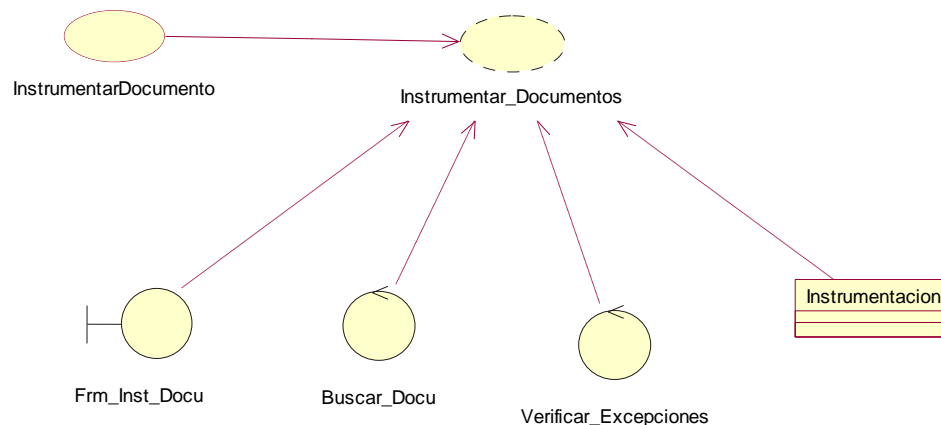 InstrumentarDocumento
Instrumentar_Documentos
Instrumentacion
Frm_Inst_Docu
Buscar_Docu
Verificar_Excepciones